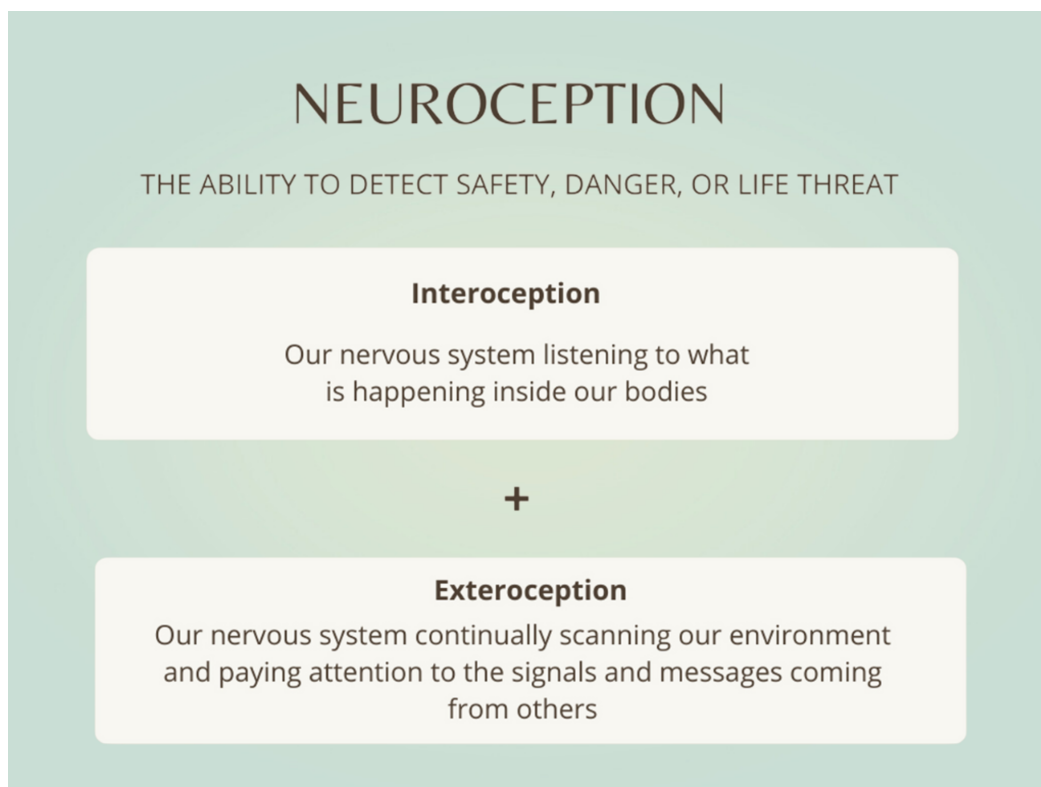 NEUROCEPTION
THE ABILITY TO DETECT SAFETY, DANGER, OR LIFE THREAT
Interoception
Our nervous system listening to what
is happening inside our bodies
+
Exteroception
Our nervous system continually scanning our environment
and paying attention to the signals and messages coming
from others